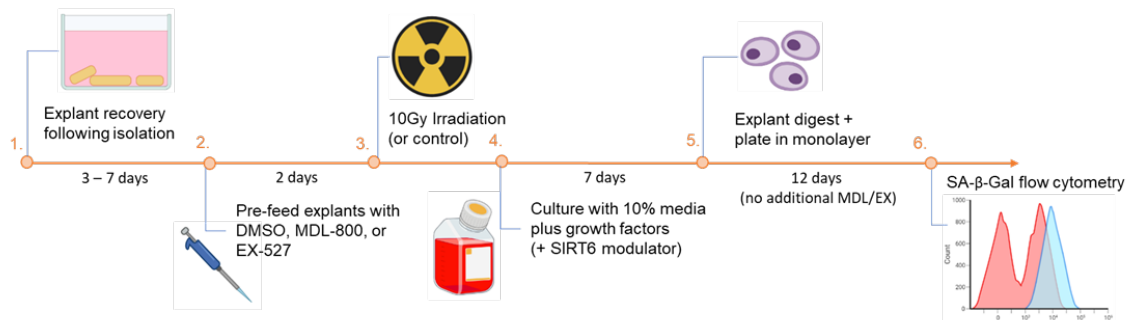 1.
Explant recovery
following isolation
3 – 7 days
2.
Pre-feed explants with
DMSO, MDL-800, or
EX-527
2 days
3.
10Gy Irradiation
(or control)
4.
Culture with 10% media
plus growth factors
(+ SIRT6 modulator)
7 days
5.
Explant digest +
plate in monolayer
12 days
(no additional MDL/EX)
6.
SA-β-Gal flow cytometry
Count
1000
800
600
400
200
0
0